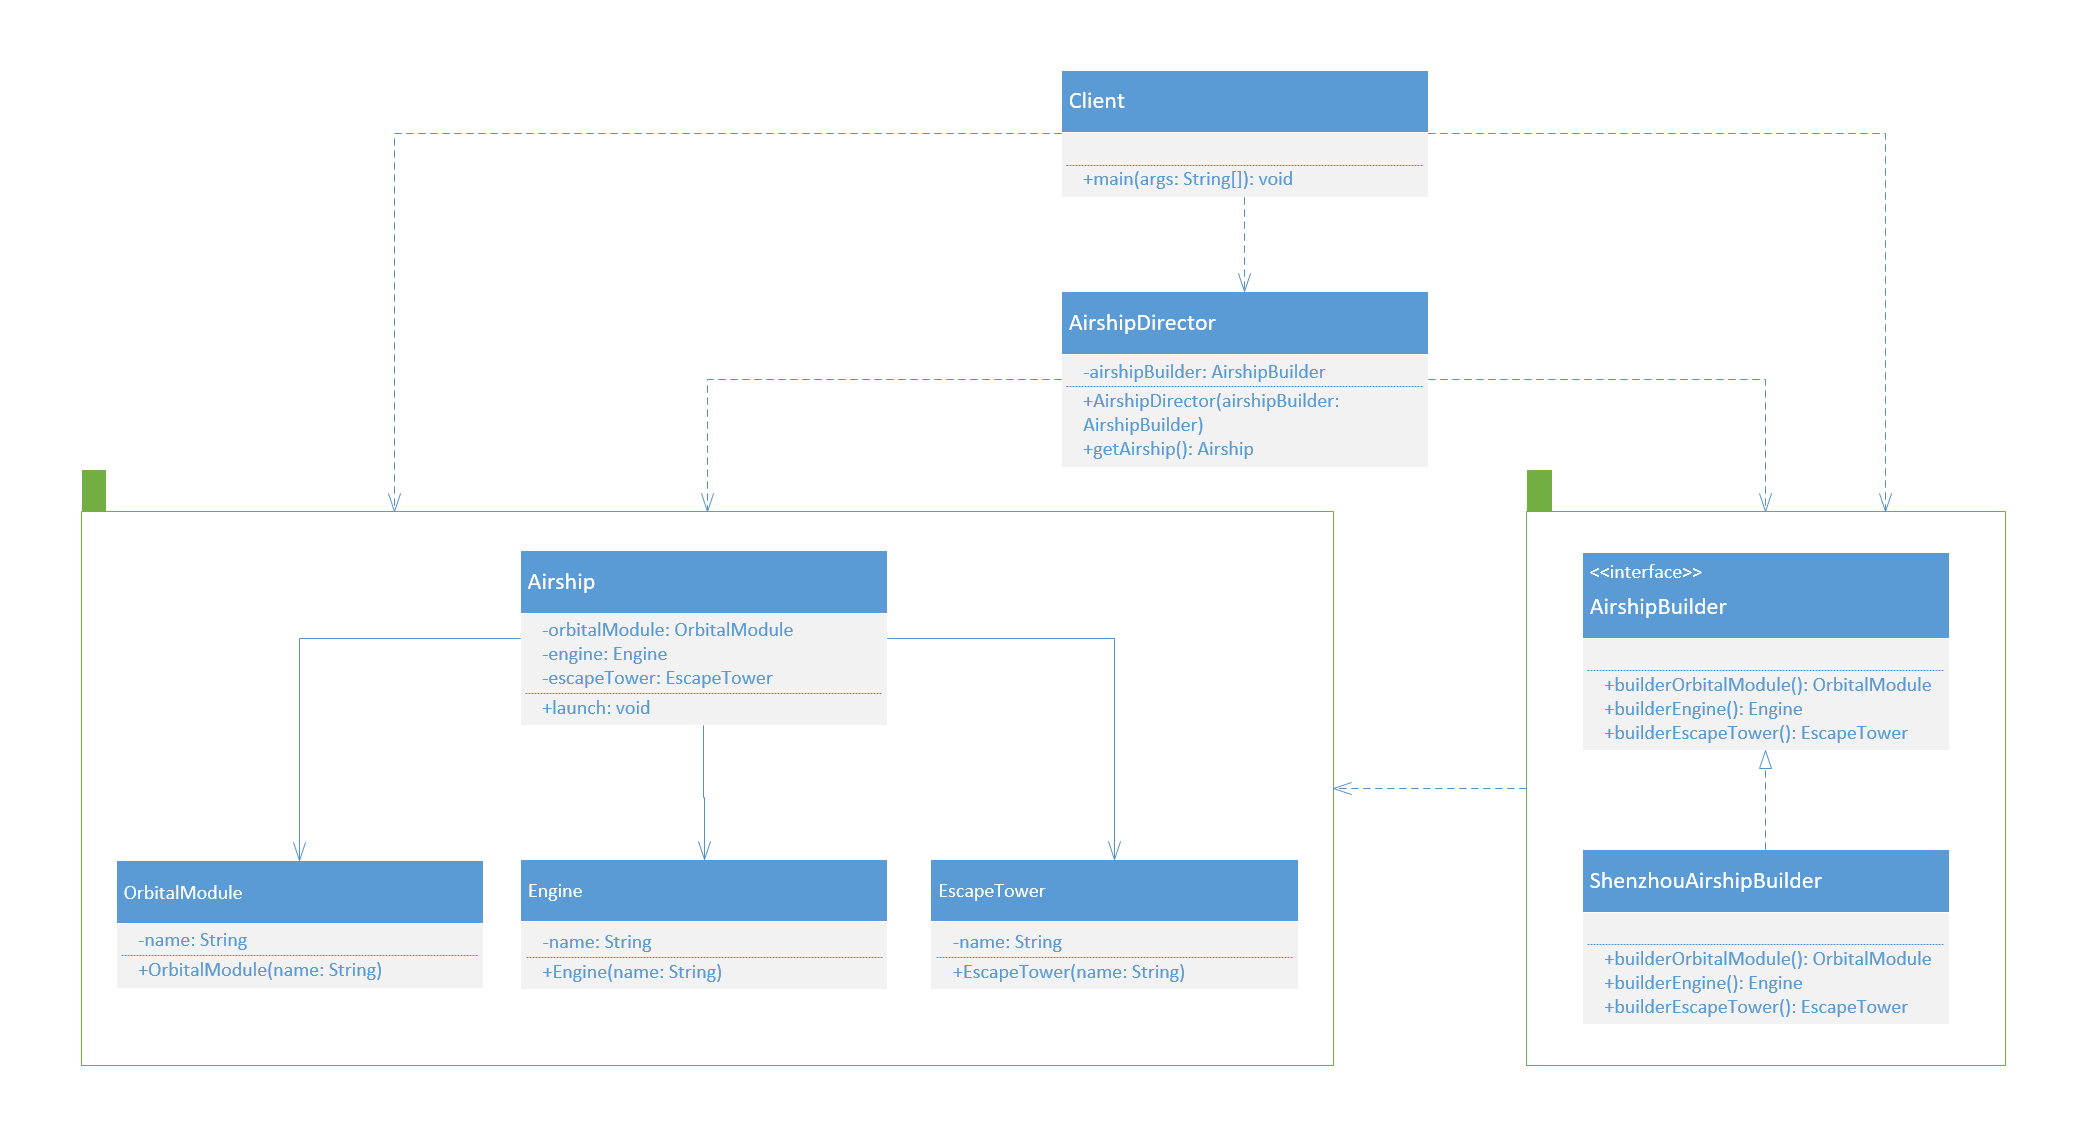 Client
+main(args: String[]): void
AirshipDirector
-airshipBuilder: AirshipBuilder
+AirshipDirector(airshipBuilder:
AirshipBuilder)
+getAirship(): Airship
Airship
-orbitalModule: OrbitalModule
-engine: Engine
-escapeTower: EscapeTower
+launch: void
OrbitalModule
-name: String
+OrbitalModule(name: String)
Engine
-name: String
+Engine(name: String)
EscapeTower
-name: String
+EscapeTower(name: String)
<<interface>>
AirshipBuilder
+builderOrbitalModule(): OrbitalModule
+builderEngine(): Engine
+builderEscapeTower(): EscapeTower
ShenzhouAirshipBuilder
+builderOrbitalModule(): OrbitalModule
+builderEngine(): Engine
+builderEscapeTower(): EscapeTower